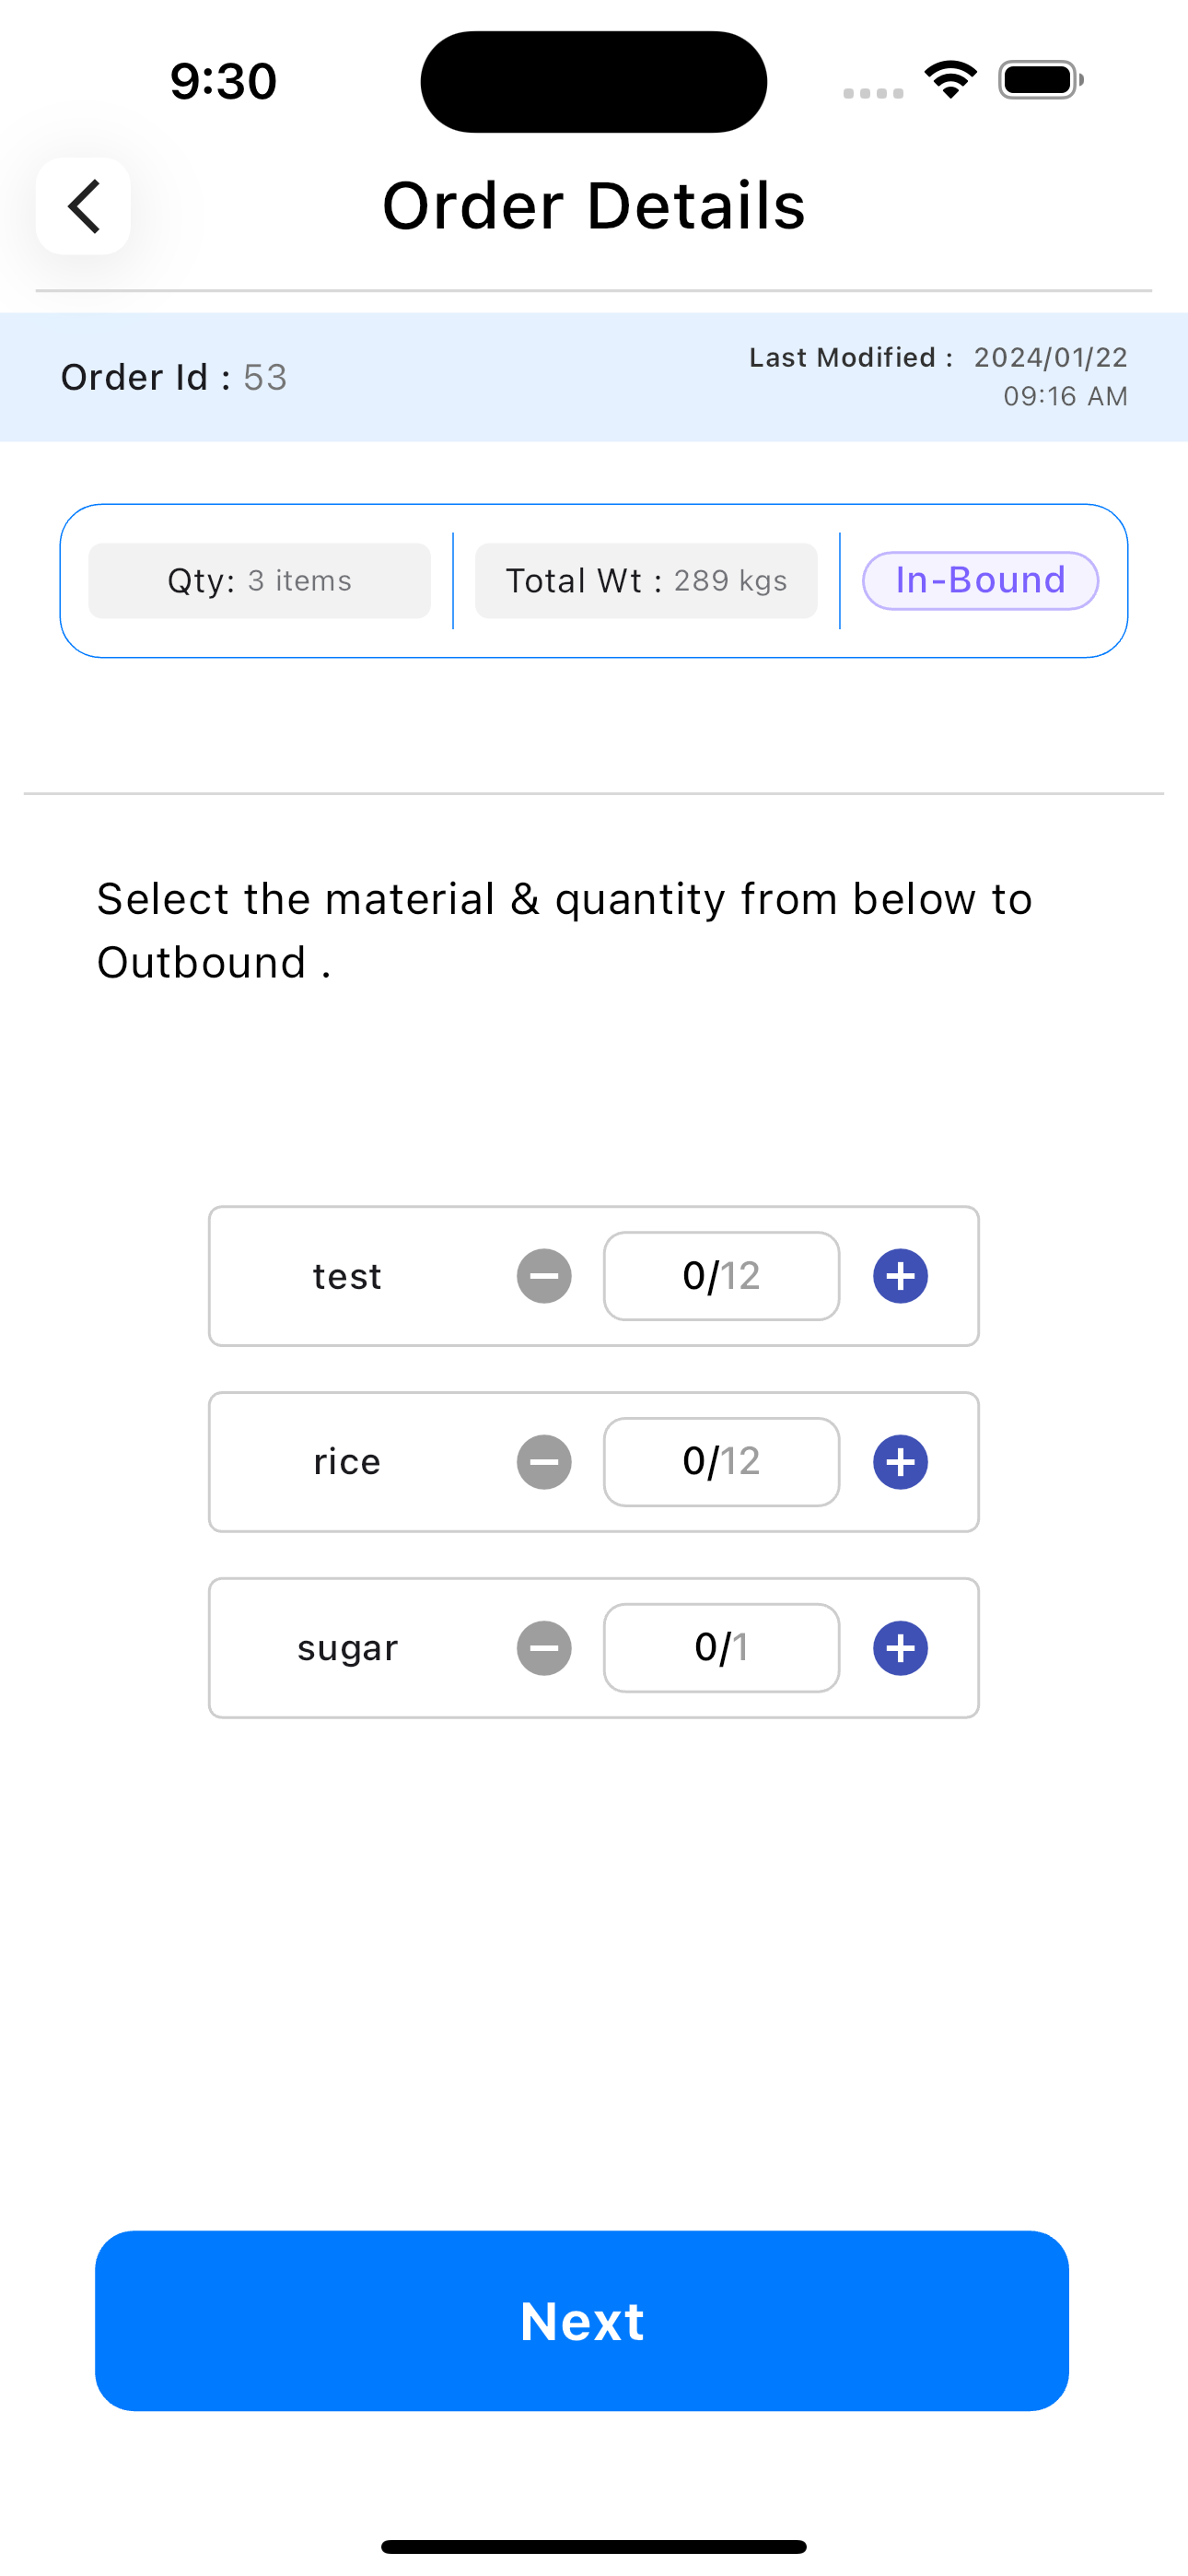 9:30
Order Details
Order Id : 53
Last Modified : 2024/01/22
09:16 AM
Qty: 3 items
Total Wt : 289 kgs
In-Bound
Select the material & quantity from below to
Outbound .
test
0/12
rice
0/12
sugar
0/1
Next